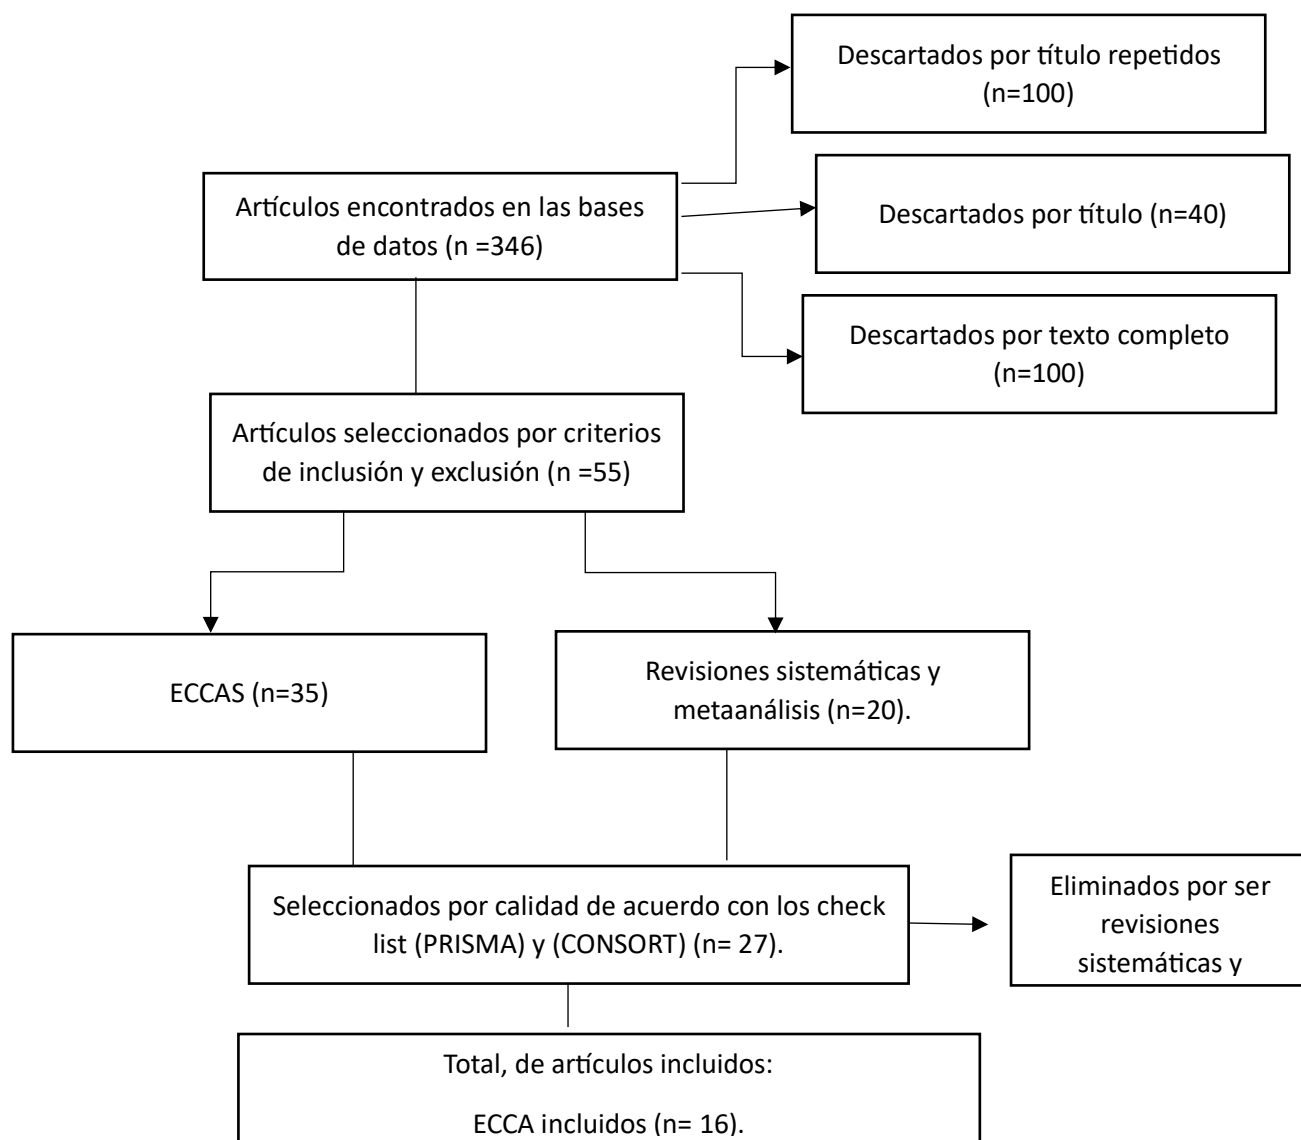 Descartados por título repetidos
(n=100)
Artículos encontrados en las bases
de datos (n =346)
Descartados por título (n=40)
Descartados por texto completo
(n=100)
Artículos seleccionados por criterios
de inclusión y exclusión (n =55)
ECCAS (n=35)
Revisiones sistemáticas y
metaanálisis (n=20).
Seleccionados por calidad de acuerdo con los check
list (PRISMA) y (CONSORT) (n= 27).
Eliminados por ser
revisiones
sistemáticas y
Total, de artículos incluidos:
ECCA incluidos (n= 16).